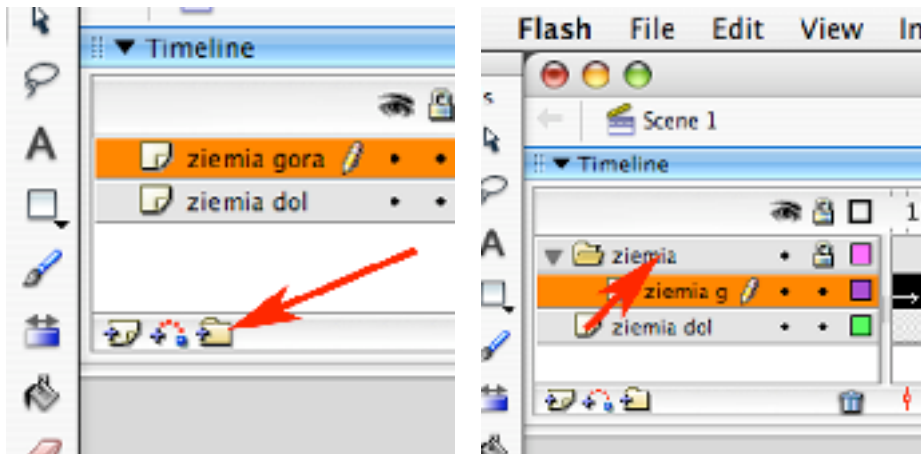 Timeline
ziemia gora
ziemia dol
Flash File Edit View
Scene 1
Timeline
1
ziemia
ziemia g
ziemia dol